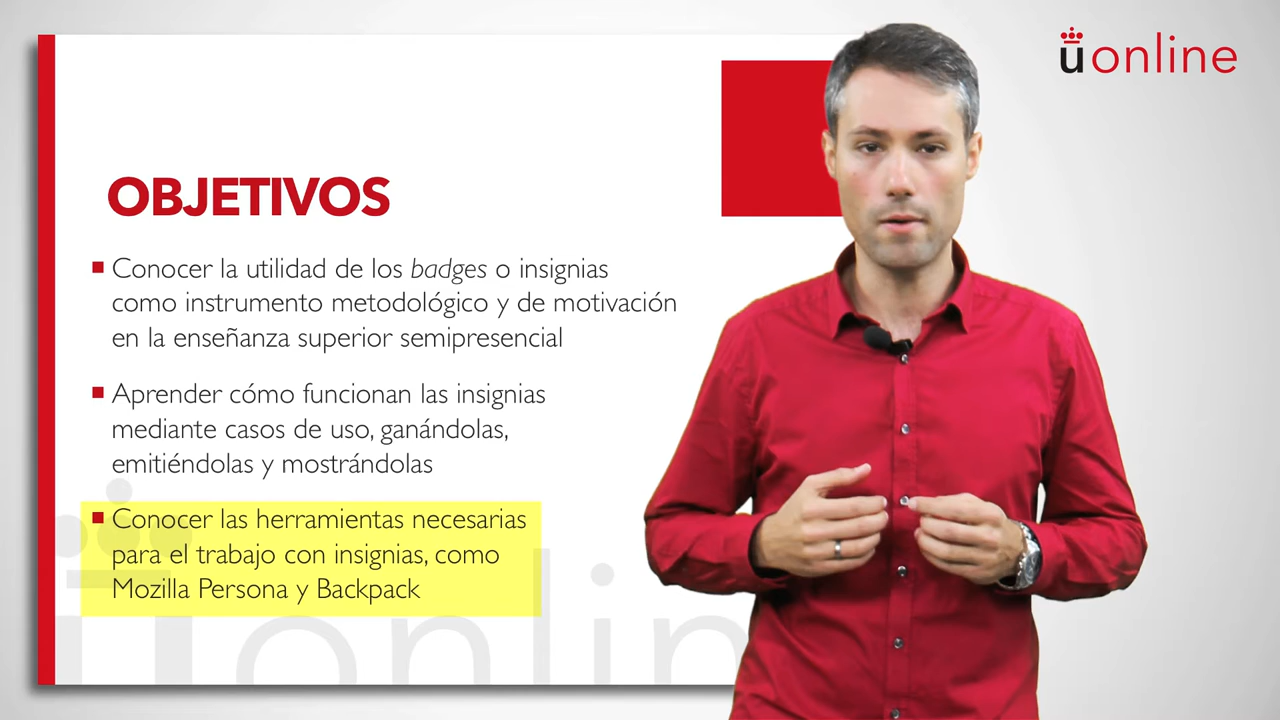 üonline
OBJETIVOS
Conocer la utilidad de los badges o insignias
como instrumento metodológico y de motivación
en la enseñanza superior semipresencial
Aprender cómo funcionan las insignias
mediante casos de uso, ganándolas,
emitiéndolas y mostrándolas
Conocer las herramientas necesarias
para el trabajo con insignias, como
Mozilla Persona y Backpack
üonline